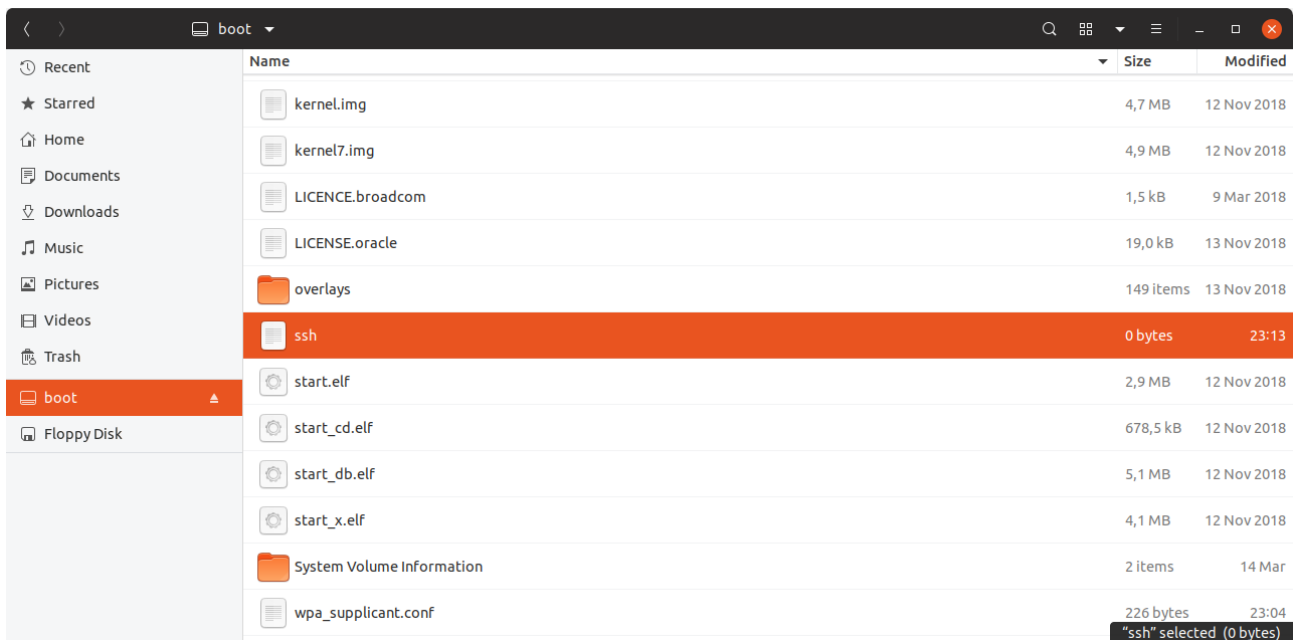 boot
Recent
Starred
Home
Documents
Downloads
Music
Pictures
Videos
Trash
boot
Floppy Disk
Name Size Modified
kernel.img 4,7 MB 12 Nov 2018
kernel7.img 4,9 MB 12 Nov 2018
LICENCE.broadcom 1,5 kB 9 Mar 2018
LICENSE.oracle 19,0 kB 13 Nov 2018
overlays 149 items 13 Nov 2018
ssh 0 bytes 23:13
start.elf 2,9 MB 12 Nov 2018
start_cd.elf 678,5 kB 12 Nov 2018
start_db.elf 5,1 MB 12 Nov 2018
start_x.elf 4,1 MB 12 Nov 2018
System Volume Information 2 items 14 Mar
wpa_supplicant.conf 226 bytes 23:04
“ssh” selected (0 bytes)